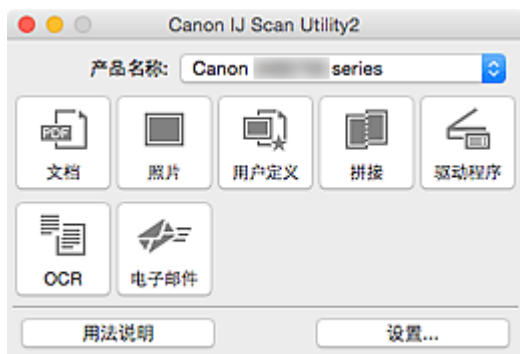 Canon IJ Scan Utility2
产品名称: Canon series
PDF
文档 照片 用户定义 拼接 驱动程序
OCR 电子邮件
用法说明 设置...